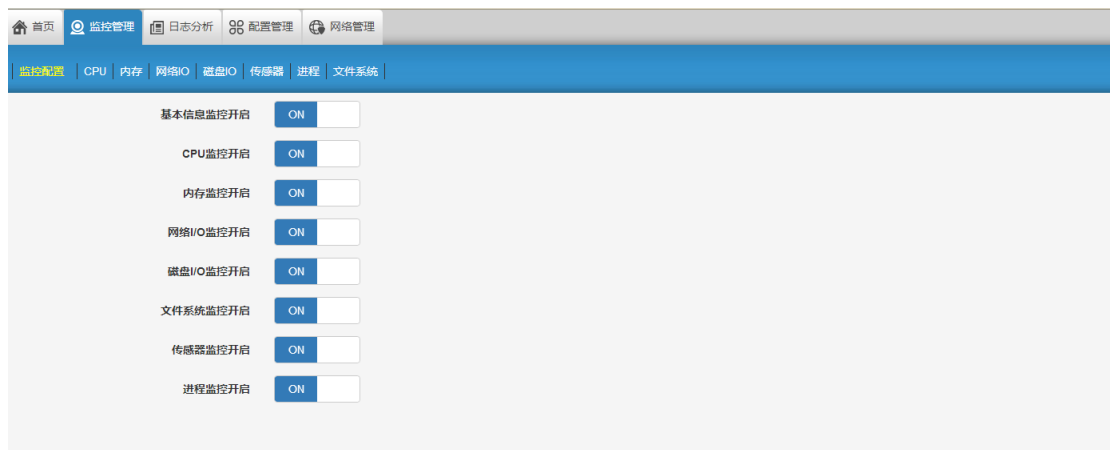 首页 监控管理 日志分析 配置管理 网络管理
监控配置 CPU 内存 网络IO 磁盘IO 传感器 进程 文件系统
基本信息监控开启 ON
CPU监控开启 ON
内存监控开启 ON
网络I/O监控开启 ON
磁盘I/O监控开启 ON
文件系统监控开启 ON
传感器监控开启 ON
进程监控开启 ON